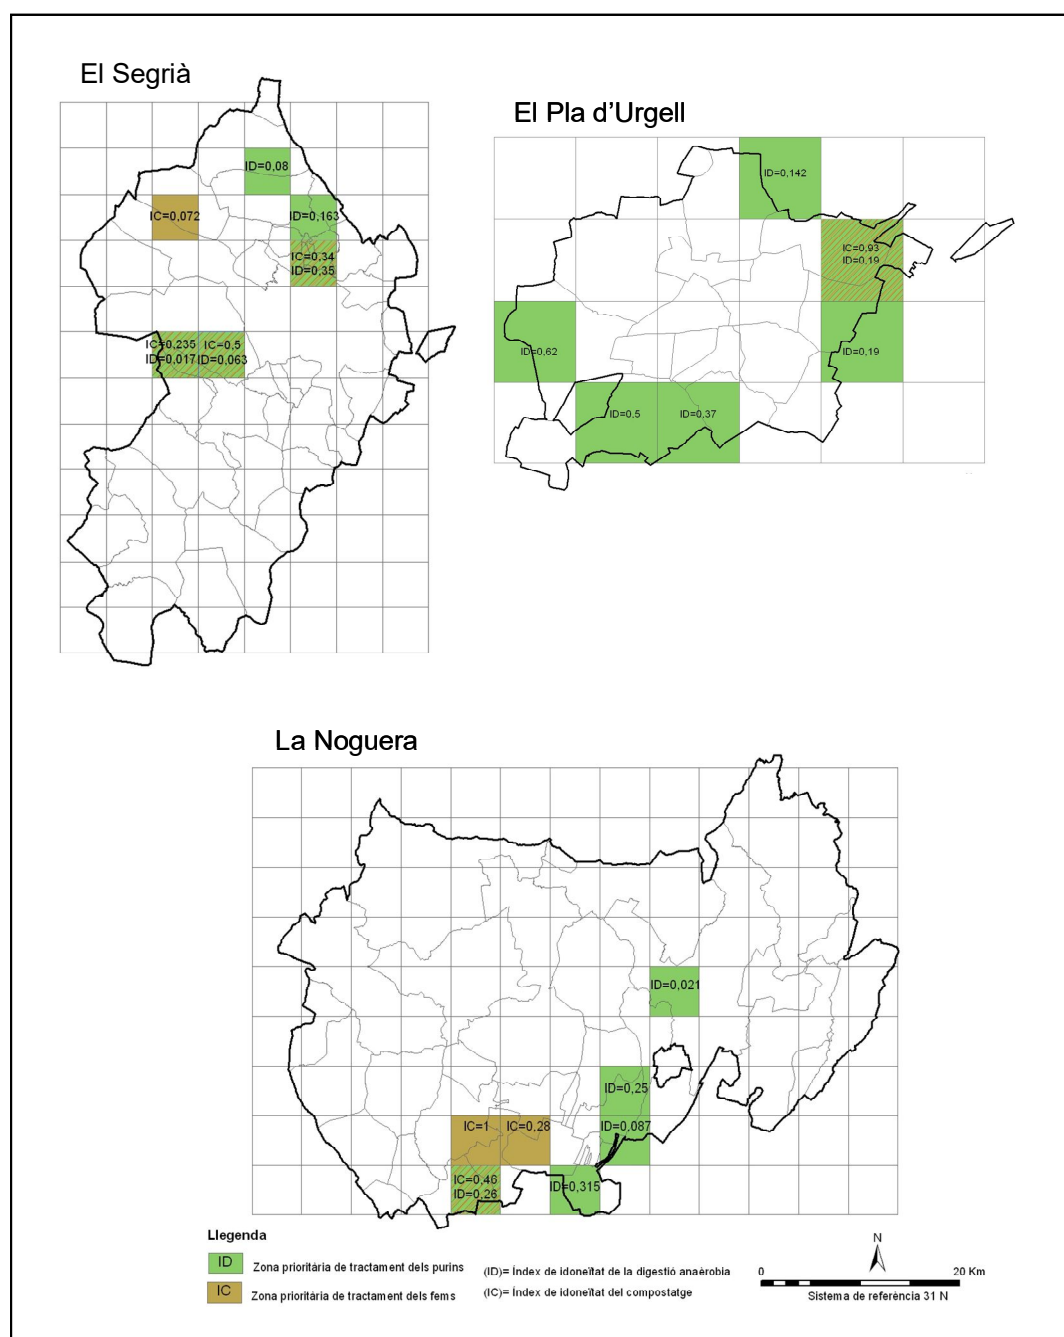 El Segrià
ID=0,08
IC=0,072
ID=0,163
IC=0.34
ID=0,35
IC=0,235
ID=0,017
IC=0,5
ID=0,063
El Pla d'Urgell
ID=0,142
IC=0,93
ID=0.19
ID=0,62
ID=0,19
ID=0.5
ID=0,37
La Noguera
ID=0,021
ID=0,25
ID=0,087
IC=1
IC=0,28
IC=0,46
ID=0,26
ID=0,315
Llegenda
ID
Zona prioritària de tractament dels purins
IC
Zona prioritària de tractament dels fems
(ID)= Índex de idoneïtat de la digestió anaèrobia
(IC)= Índex de idoneïtat del compostatge
N
0
20 Km
Sistema de referència 31 N